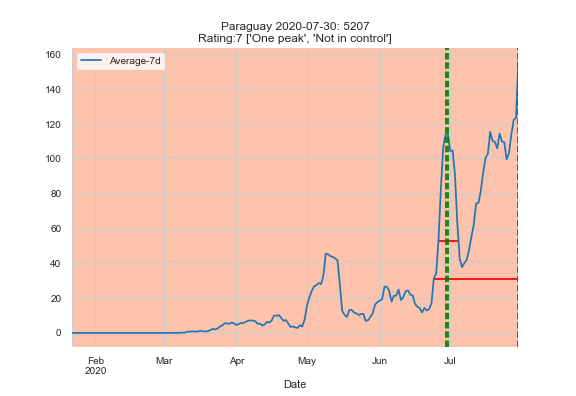 Paraguay 2020-07-30: 5207
Rating:7 ['One peak', 'Not in control']
Average-7d
160
140
120
100
80
60
40
20
0
Feb
2020
Mar
Apr
May
Jun
Jul
Date